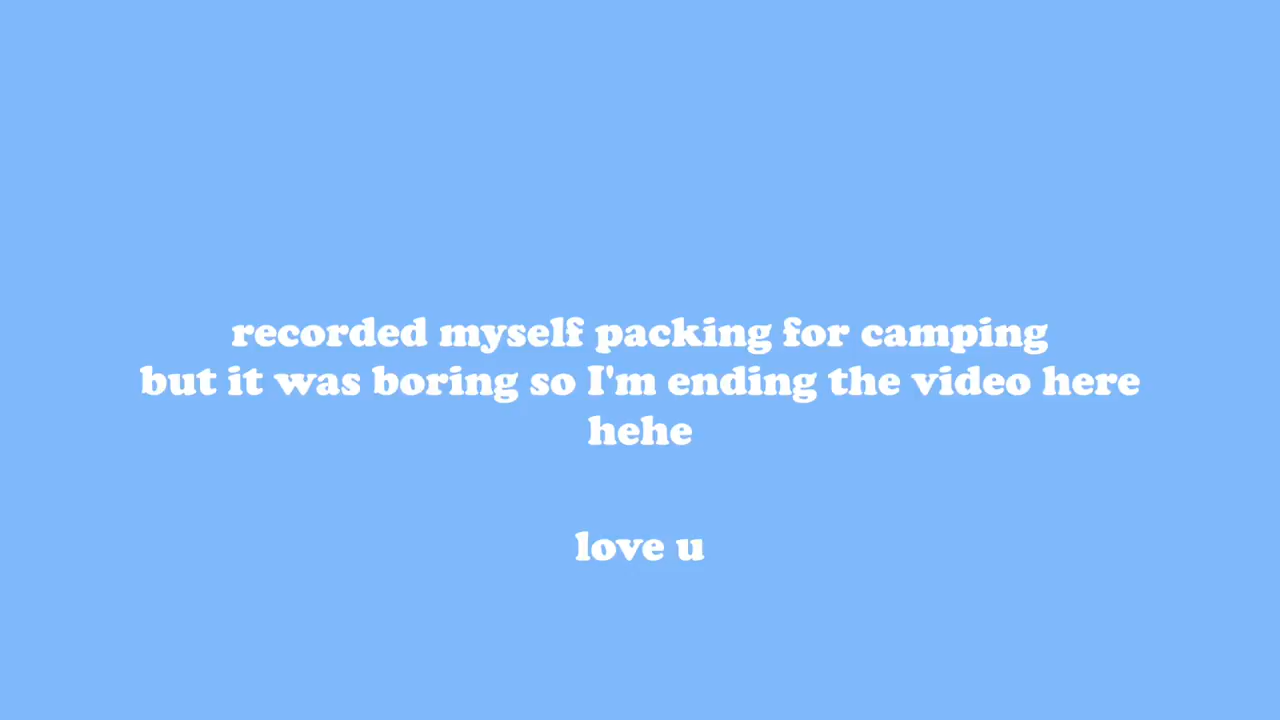 recorded myself packing for camping
but it was boring so I'm ending the video here
hehe
love u